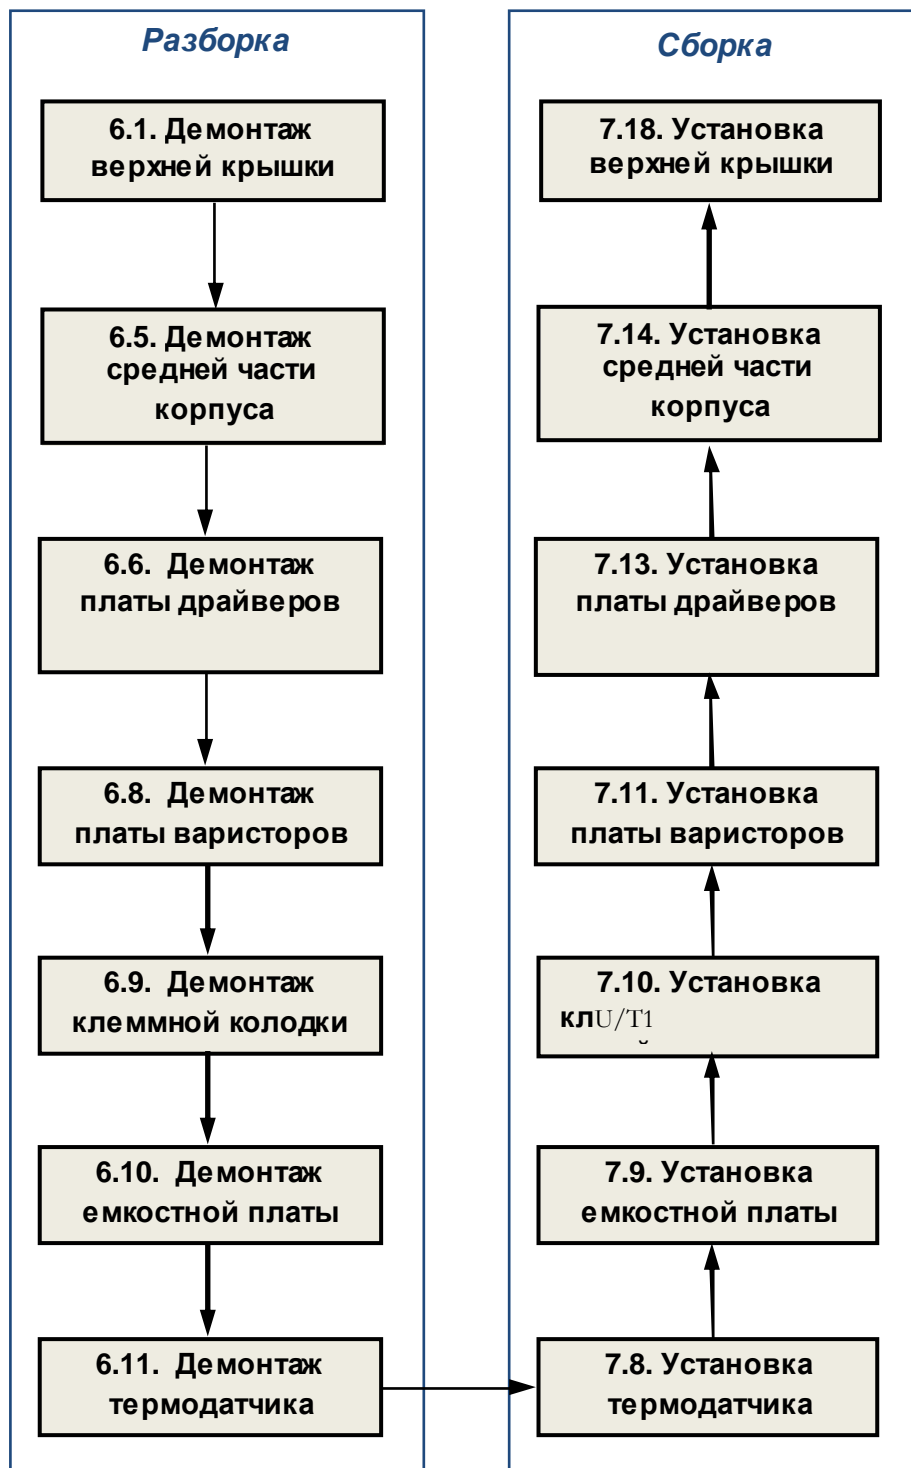 Разборка
6.1. Демонтаж
верхней крышки
6.5. Демонтаж
средней части
корпуса
6.6. Демонтаж
платы драйверов
6.8. Демонтаж
платы варисторов
6.9. Демонтаж
клеммной колодки
6.10. Демонтаж
емкостной платы
6.11. Демонтаж
термодатчика
Сборка
7.18. Установка
верхней крышки
7.14. Установка
средней части
корпуса
7.13. Установка
платы драйверов
7.11. Установка
платы варисторов
7.10. Установка
клU/T1
7.9. Установка
емкостной платы
7.8. Установка
термодатчика